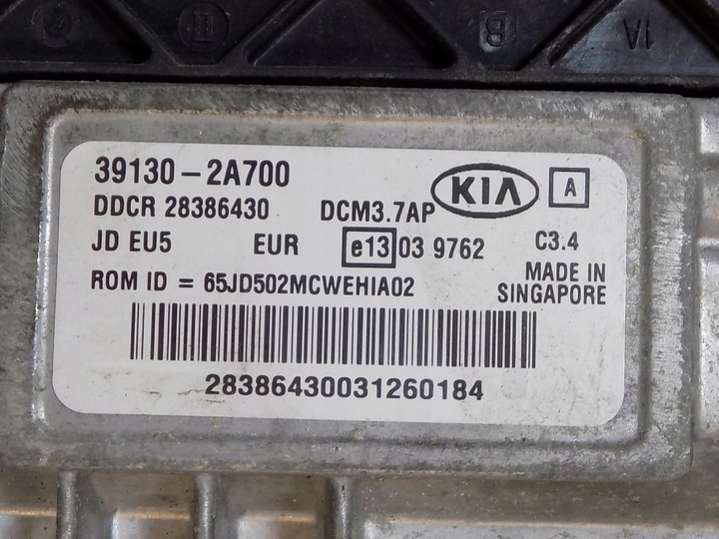 B
1A
39130-2A700
KIA
A
DDCR 28386430 DCM3.7AP
JD EU5 EUR e13 03 9762 C3.4
ROM ID = 65JD502MCWEHIA02
MADE IN
SINGAPORE
28386430031260184